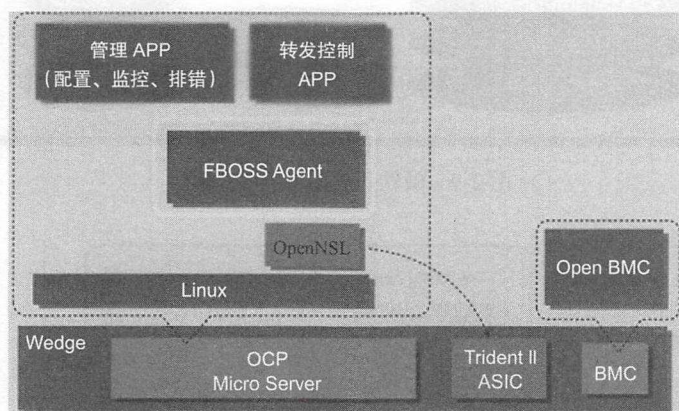 管理 APP
（配置、监控、排错）
转发控制
APP
FBOSS Agent
OpenNSL
Linux
Open BMC
Wedge
OCP
Micro Server
Trident II
ASIC
BMC